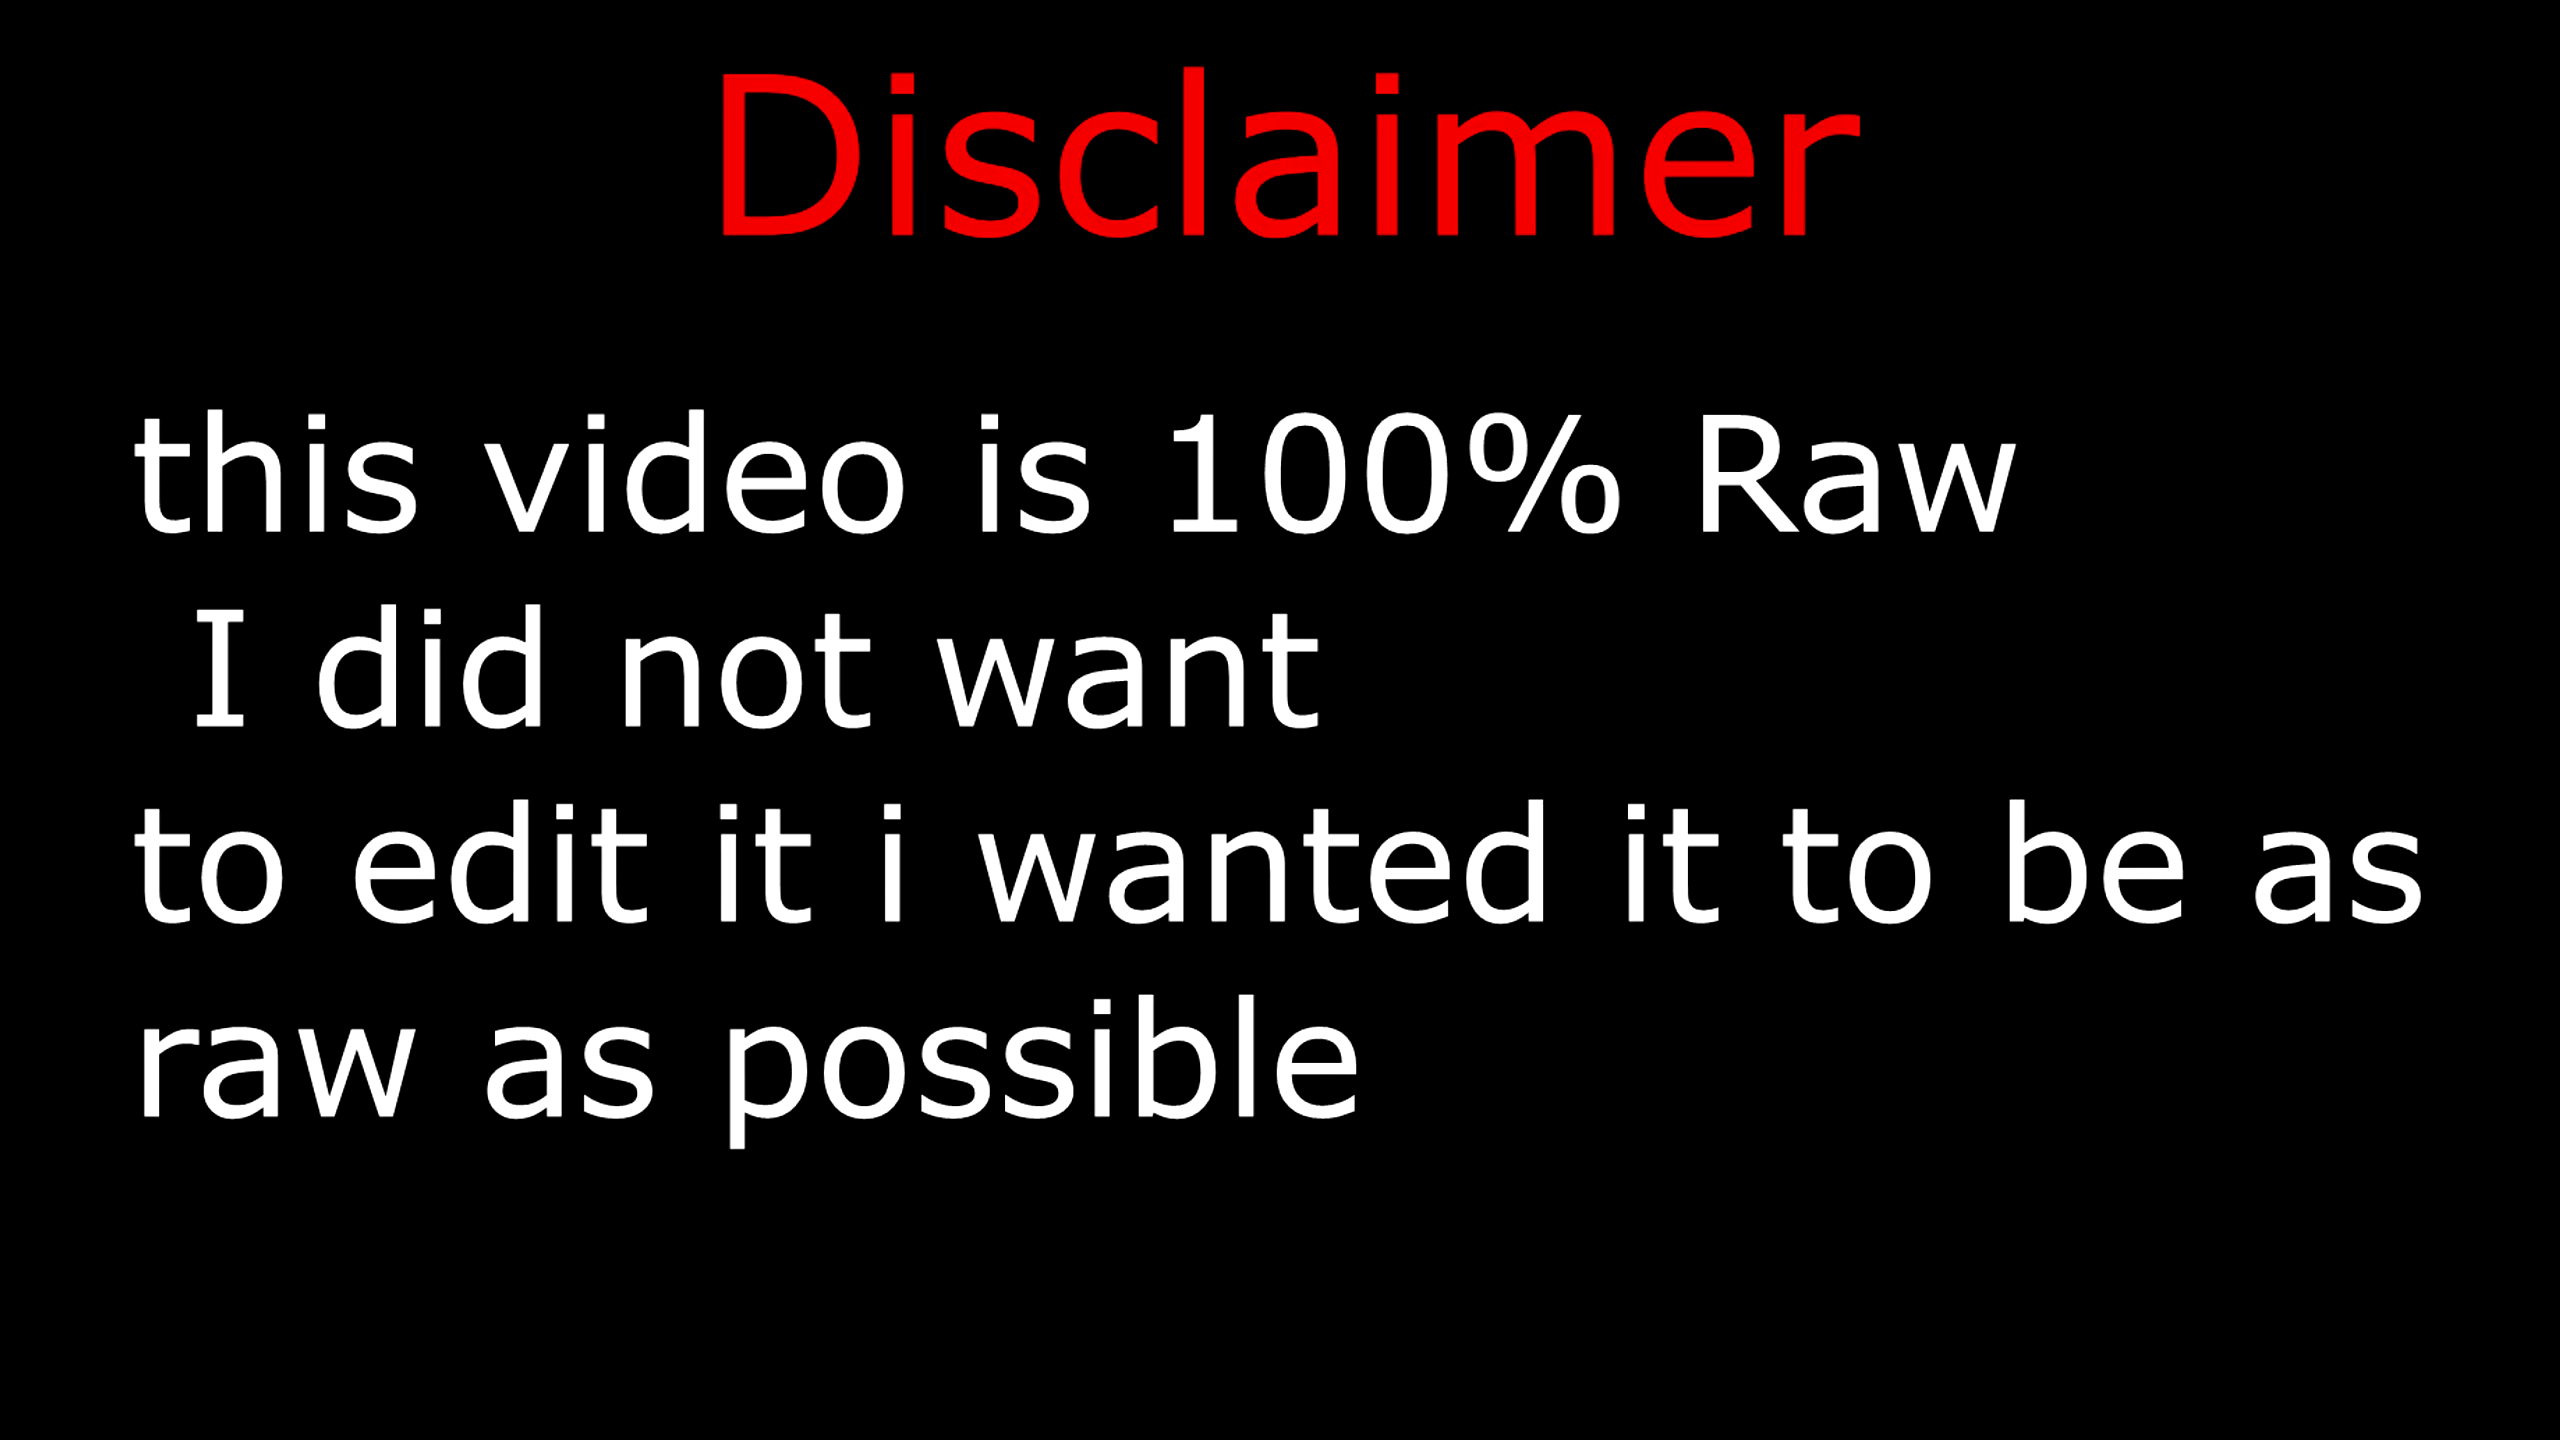 Disclaimer
this video is 100% Raw
I did not want
to edit it i wanted it to be as
raw as possible